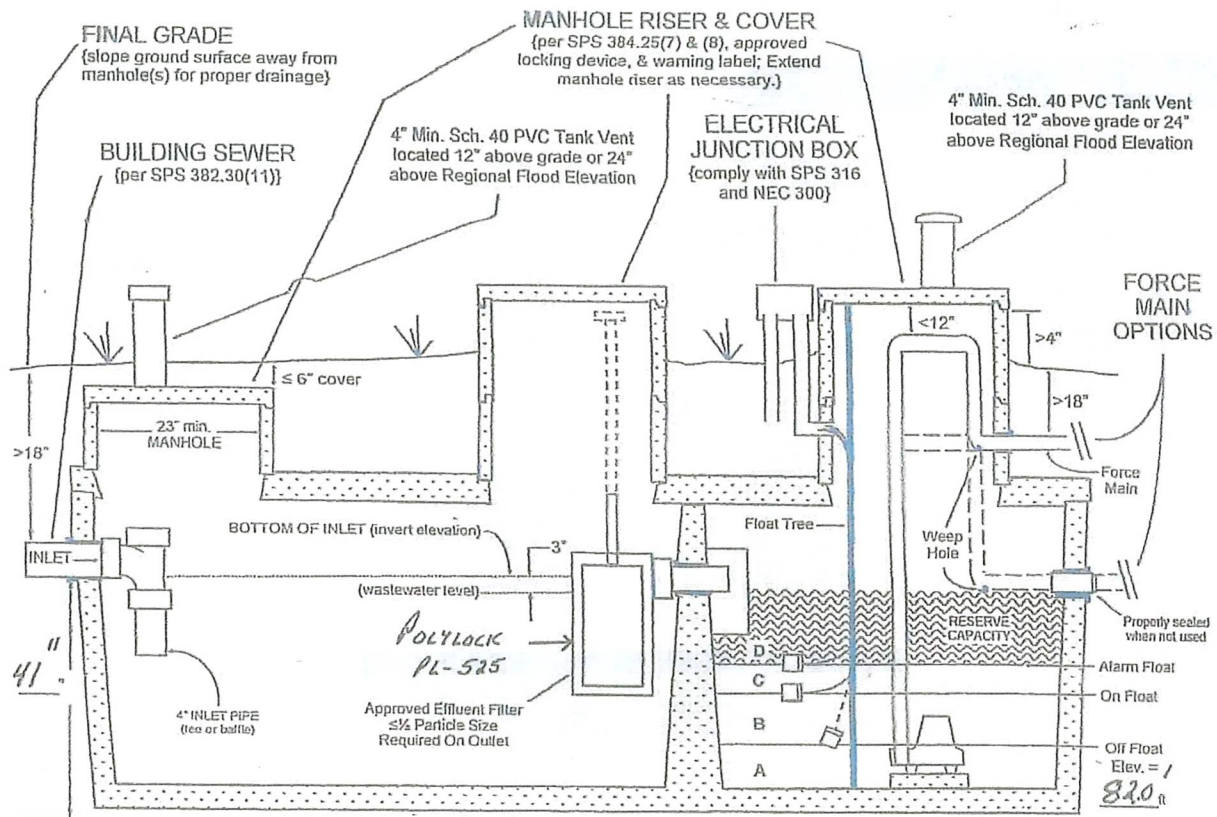 FINAL GRADE
{slope ground surface away from
manhole(s) for proper drainage}
MANHOLE RISER & COVER
{per SPS 384.25(7) & (8), approved
locking device, & warning label; Extend
manhole riser as necessary.}
BUILDING SEWER
{per SPS 382.30(11)}
4" Min. Sch. 40 PVC Tank Vent
located 12" above grade or 24"
above Regional Flood Elevation
ELECTRICAL
JUNCTION BOX
{comply with SPS 316
and NEC 300}
4" Min. Sch. 40 PVC Tank Vent
located 12" above grade or 24"
above Regional Flood Elevation
FORCE
MAIN
OPTIONS
<12"
>4"
≤ 6" cover
>18"
23" min.
MANHOLE
>18"
Force
Main
BOTTOM OF INLET (invert elevation)
Float Tree
Weep
Hole
INLET
3"
(wastewater level)
RESERVE
CAPACITY
Properly sealed
when not used
POLYLOCK
PL-525
D
Alarm Float
41"
C
On Float
4" INLET PIPE
(tee or baffle)
Approved Effluent Filter
≤⅛ Particle Size
Required On Outlet
B
Off Float
A
Elev. =
82.0 ft